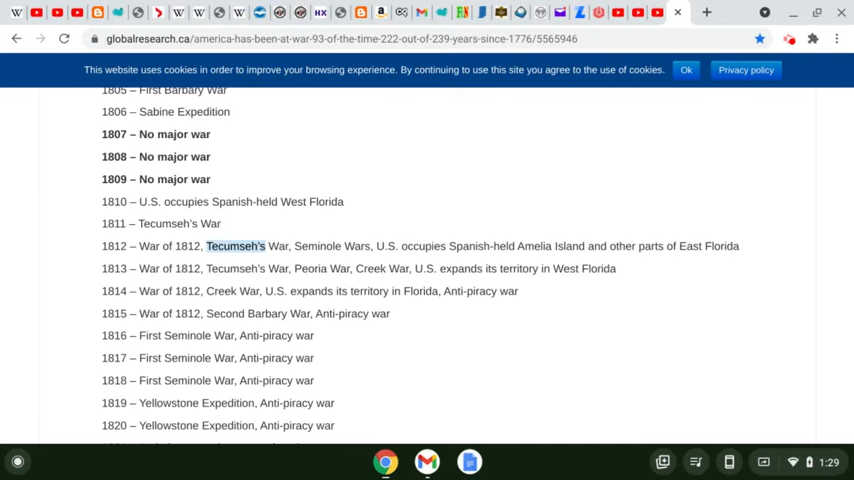 globalresearch.ca/america-has-been-at-war-93-of-the-time-222-out-of-239-years-since-1776/5565946
This website uses cookies in order to improve your browsing experience. By continuing to use this site you agree to the use of cookies. Ok Privacy policy
1805 – First Barbary War
1806 – Sabine Expedition
1807 – No major war
1808 – No major war
1809 – No major war
1810 – U.S. occupies Spanish-held West Florida
1811 – Tecumseh's War
1812 – War of 1812, Tecumseh's War, Seminole Wars, U.S. occupies Spanish-held Amelia Island and other parts of East Florida
1813 – War of 1812, Tecumseh's War, Peoria War, Creek War, U.S. expands its territory in West Florida
1814 – War of 1812, Creek War, U.S. expands its territory in Florida, Anti-piracy war
1815 – War of 1812, Second Barbary War, Anti-piracy war
1816 – First Seminole War, Anti-piracy war
1817 – First Seminole War, Anti-piracy war
1818 – First Seminole War, Anti-piracy war
1819 – Yellowstone Expedition, Anti-piracy war
1820 – Yellowstone Expedition, Anti-piracy war
1:29